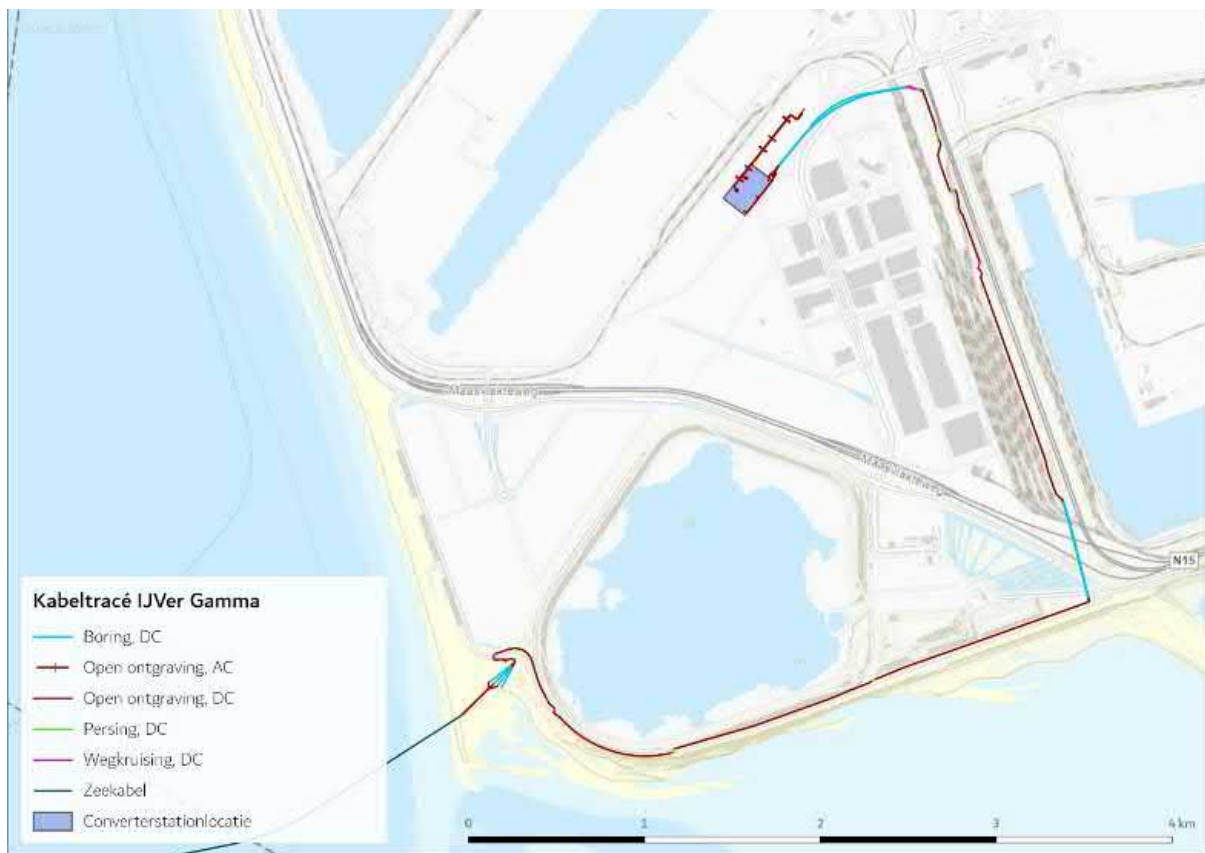 Maasvlakteweg
Maasvlakteweg
N15
Kabeltracé IJVer Gamma
Boring, DC
Open ontgraving, AC
Open ontgraving, DC
Persing, DC
Wegkruising, DC
Zeekabel
Converterstationlocatie
0 1 2 3 4 km